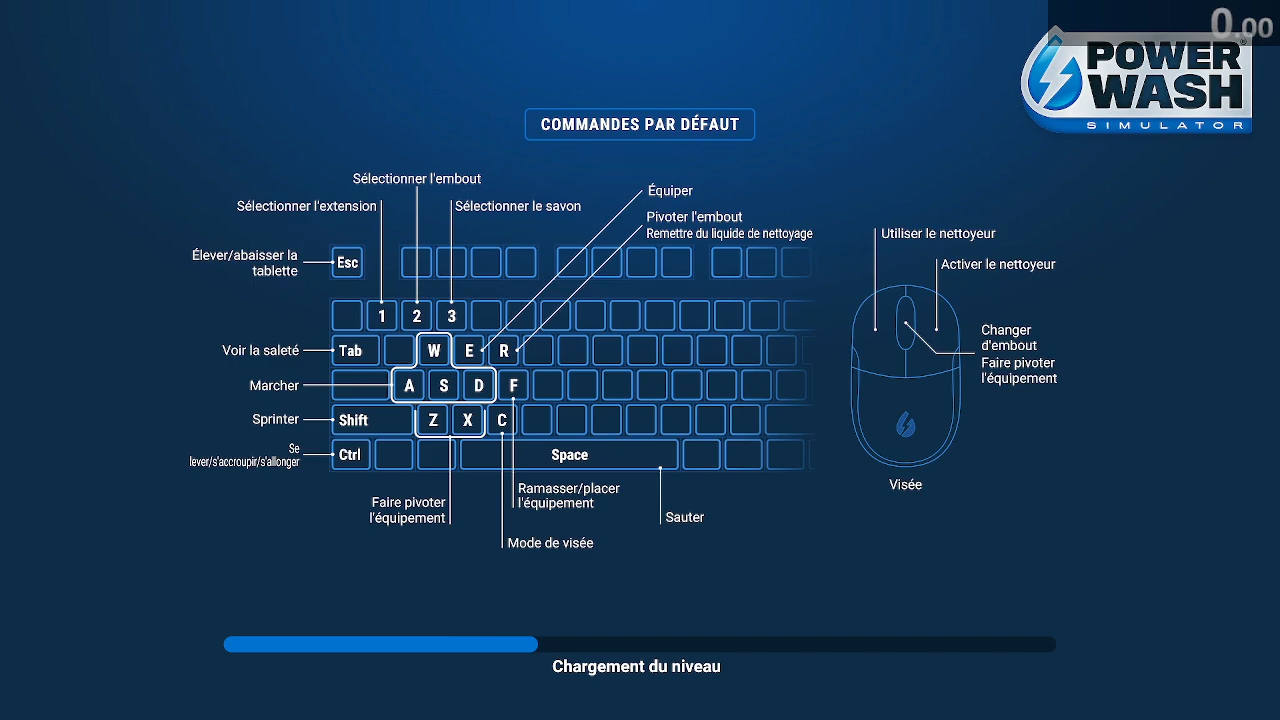 0.00
POWER
WASH
SIMULATOR
COMMANDES PAR DÉFAUT
Sélectionner l'embout
Sélectionner l'extension
Sélectionner le savon
Équiper
Pivoter l'embout
Remettre du liquide de nettoyage
Élever/abaisser la
tablette
Esc
1 2 3
Voir la saleté
Tab W E R
Marcher
A S D F
Sprinter
Shift Z X C
Se
lever/s'accroupir/s'allonger
Ctrl Space
Faire pivoter
l'équipement
Ramasser/placer
l'équipement
Mode de visée
Sauter
Utiliser le nettoyeur
Activer le nettoyeur
Changer
d'embout
Faire pivoter
l'équipement
Visée
Chargement du niveau